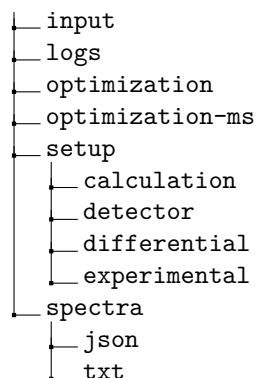 input
logs
optimization
optimization-ms
setup
calculation
detector
differential
experimental
spectra
json
txt